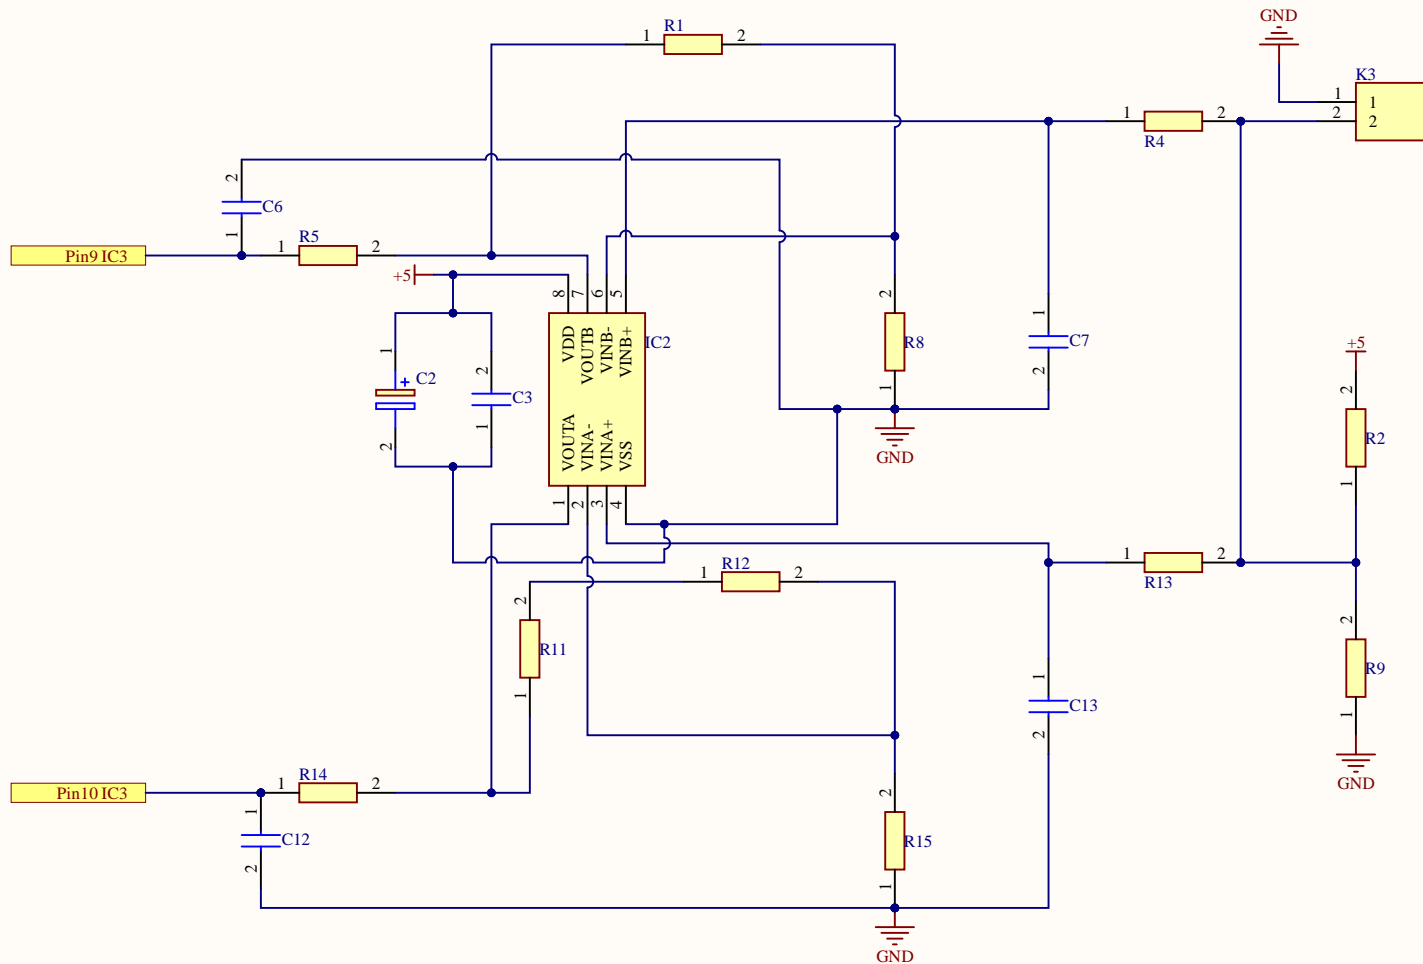 R1
1 2
GND
K3
1 1
2 2
1 2
R4
2
C6
1
R5
Pin9 IC3
1 2
+5
8 7 6 5
VDD VOUTB VINB- VINB+
IC2
VOUTA VINA- VINA+ VSS
1 2 3 4
1
C2
+
2
2
C3
1
2
R8
1
GND
1
C7
2
+5
2
R2
1
R12
1 2
1 2
R13
2
R11
1
2
R9
1
GND
1
C13
2
R14
Pin10 IC3
1 2
1
C12
2
2
R15
1
GND